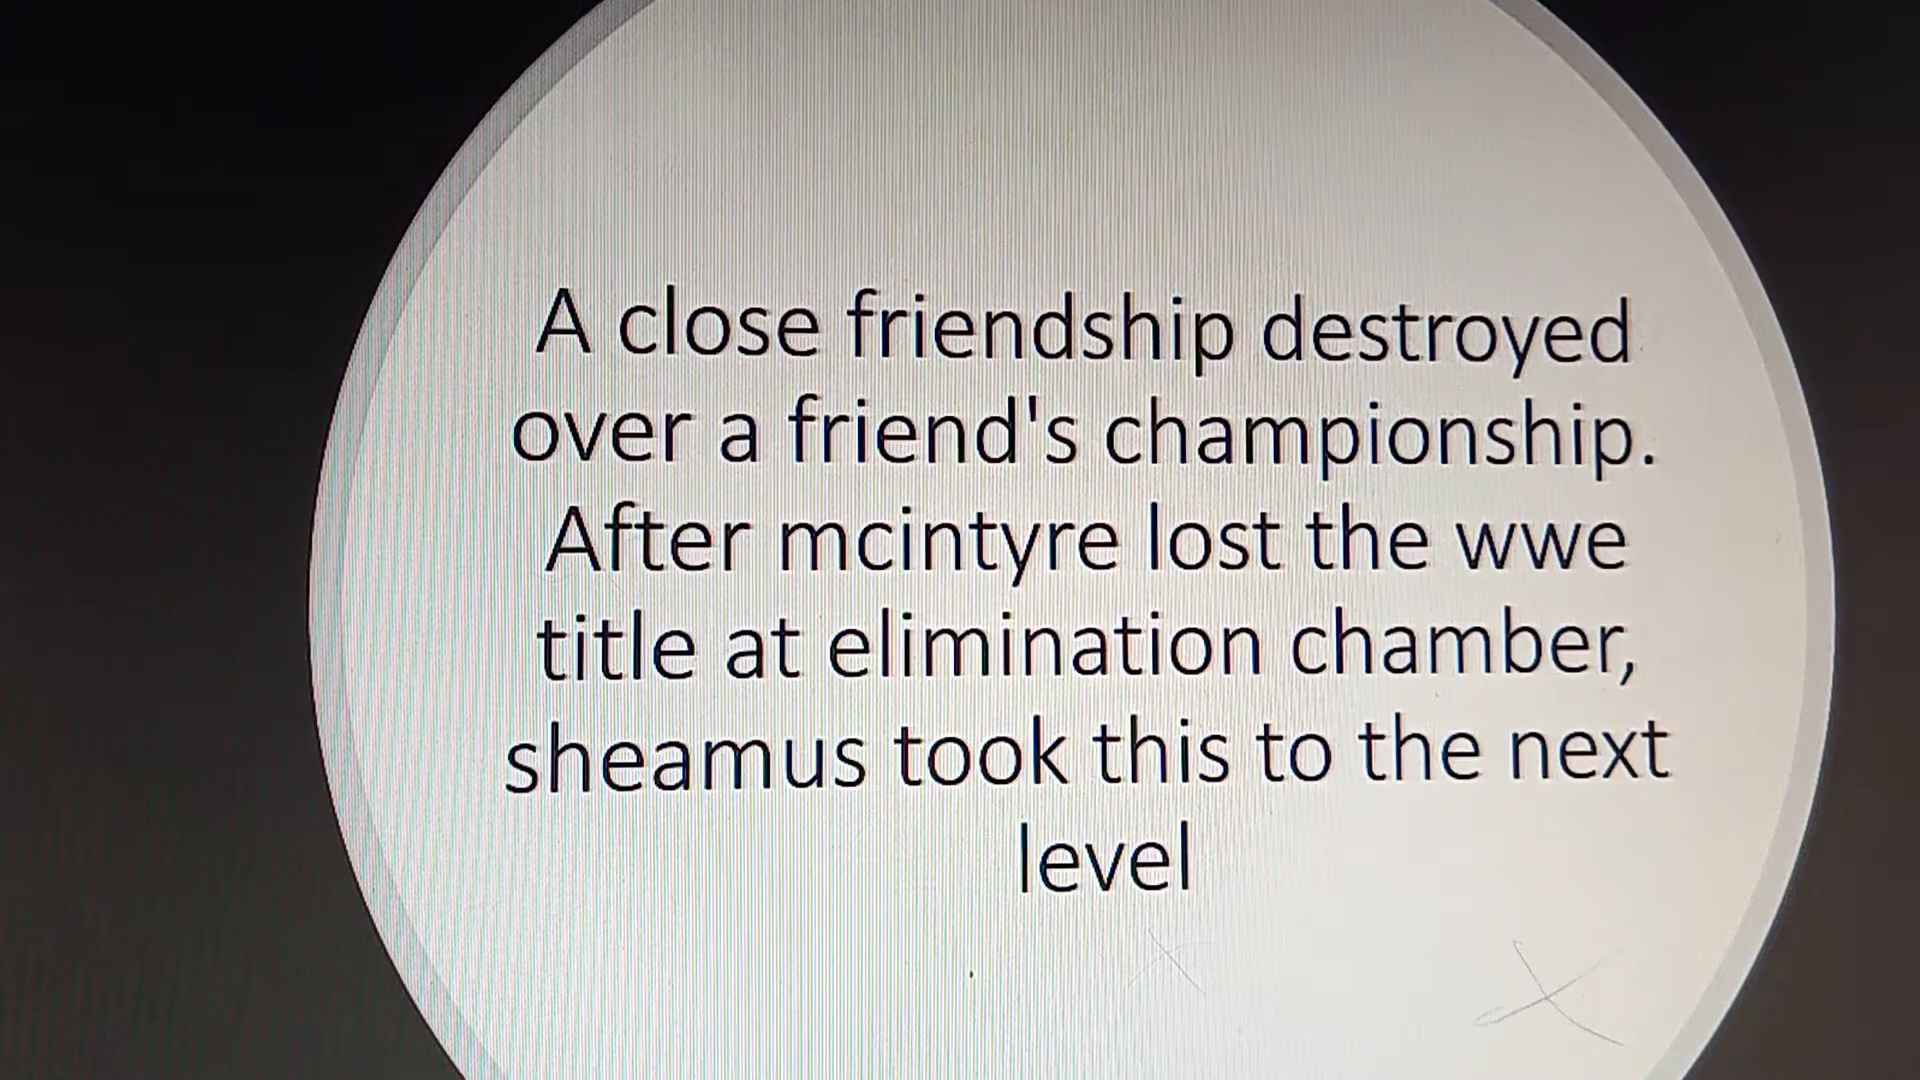 A close friendship destroyed
over a friend's championship.
After mcintyre lost the wwe
title at elimination chamber,
sheamus took this to the next
level